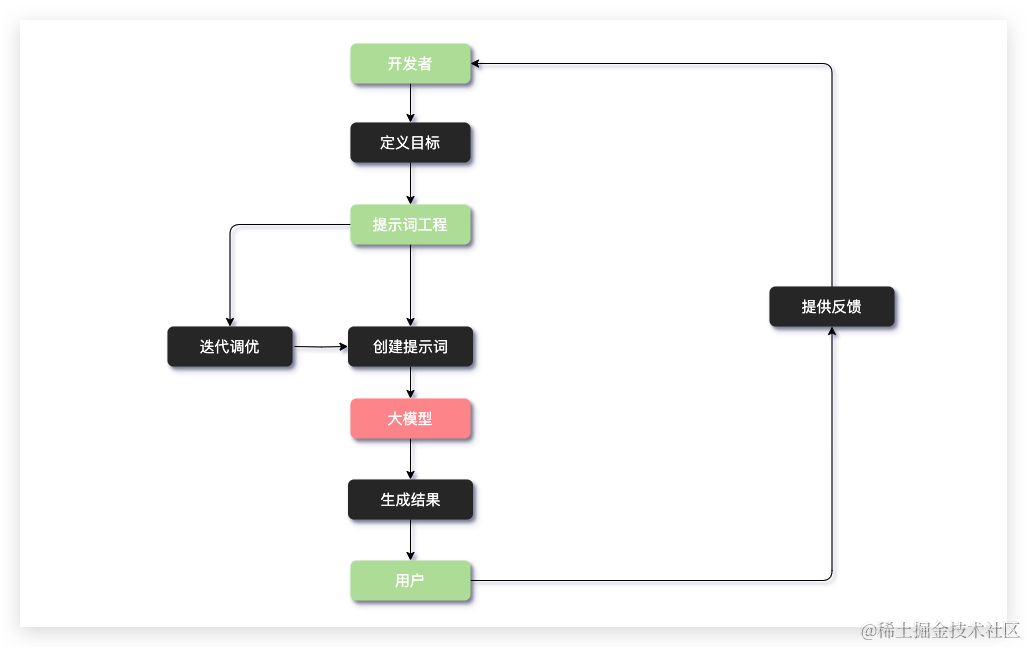 开发者
定义目标
提示词工程
提供反馈
迭代调优
创建提示词
大模型
生成结果
用户
@稀土掘金技术社区